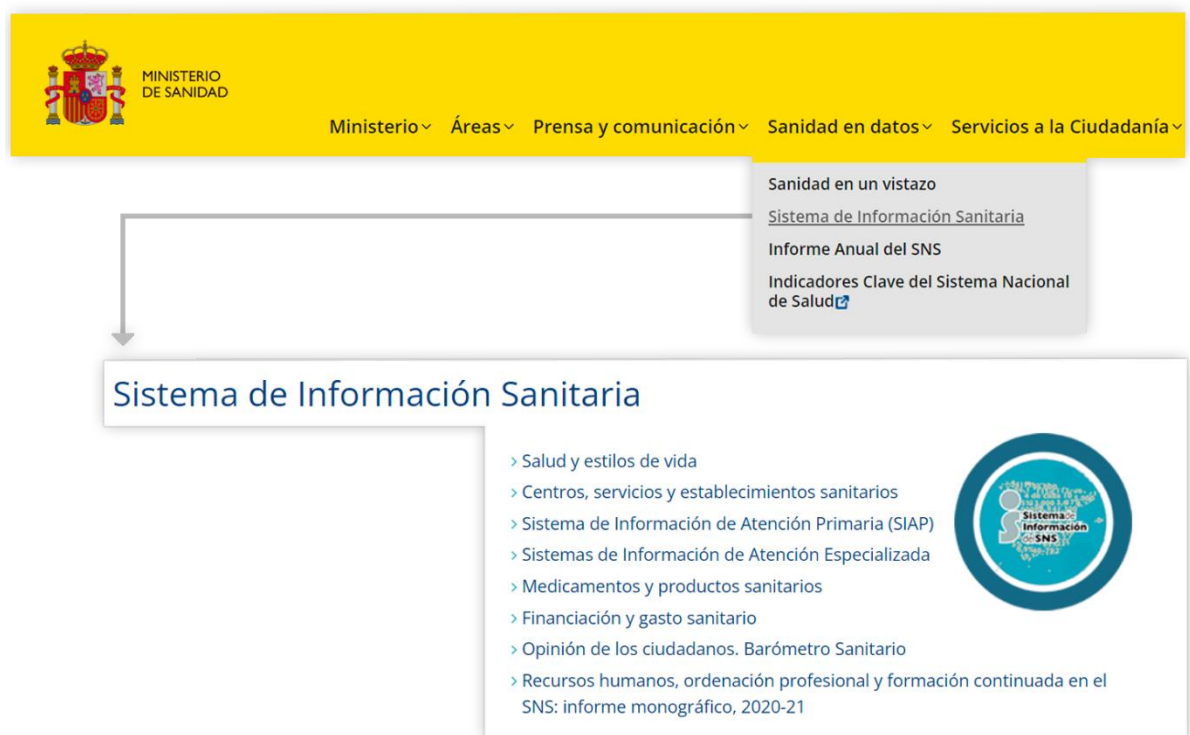 MINISTERIO
DE SANIDAD
Ministerio Áreas Prensa y comunicación Sanidad en datos Servicios a la Ciudadanía
Sanidad en un vistazo
Sistema de Información Sanitaria
Informe Anual del SNS
Indicadores Clave del Sistema Nacional
de Salud
Sistema de Información Sanitaria
> Salud y estilos de vida
> Centros, servicios y establecimientos sanitarios
> Sistema de Información de Atención Primaria (SIAP)
> Sistemas de Información de Atención Especializada
> Medicamentos y productos sanitarios
> Financiación y gasto sanitario
> Opinión de los ciudadanos. Barómetro Sanitario
> Recursos humanos, ordenación profesional y formación continuada en el
SNS: informe monográfico, 2020-21
Sistema de
Información
del SNS